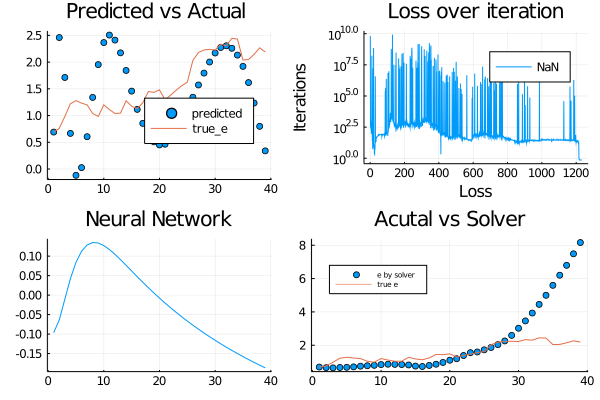 Predicted vs Actual
2.5
2.0
1.5
1.0
0.5
0.0
predicted
true_e
0 10 20 30 40
Loss over iteration
10^10.0
10^7.5
10^5.0
10^2.5
10^0.0
Iterations
NaN
0 200 400 600 800 1000 1200
Loss
Neural Network
0.10
0.05
0.00
-0.05
-0.10
-0.15
0 10 20 30 40
Acutal vs Solver
8
6
4
2
e by solver
true e
0 10 20 30 40